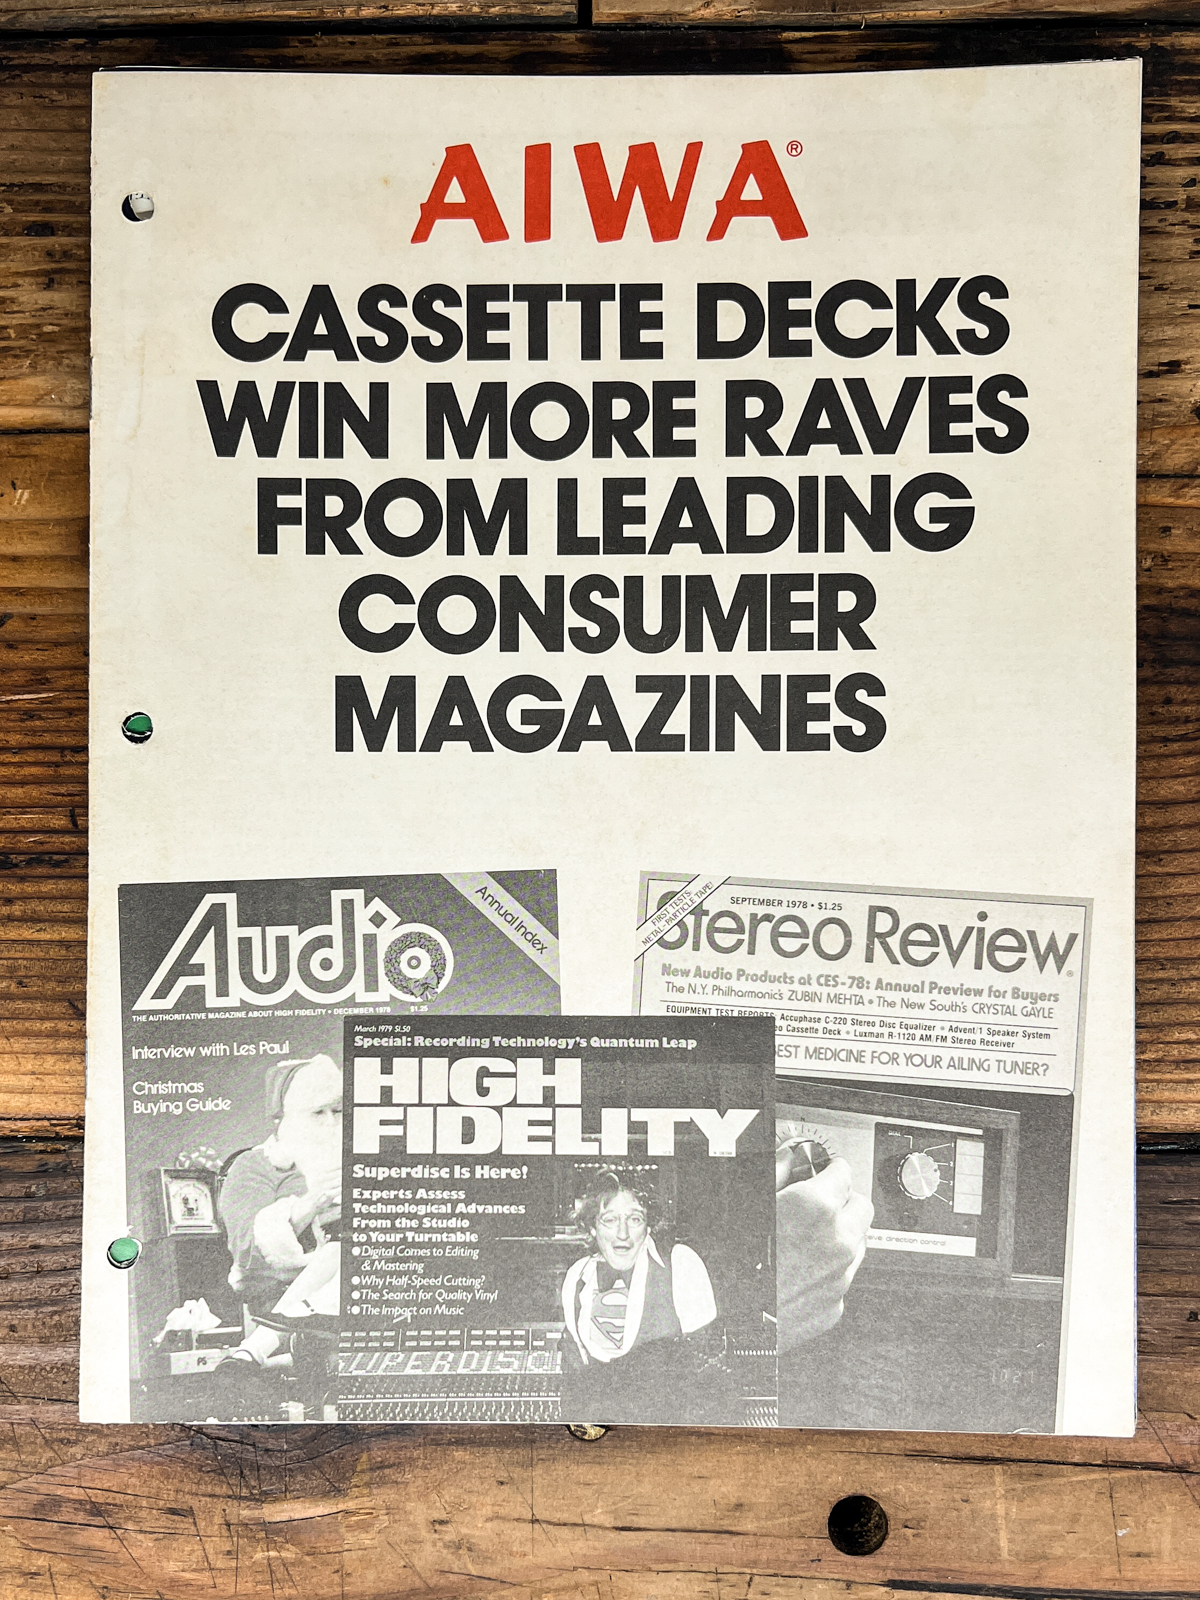 AIWA®
CASSETTE DECKS
WIN MORE RAVES
FROM LEADING
CONSUMER
MAGAZINES
Audio
Annual Index
THE AUTHORITATIVE MAGAZINE ABOUT HIGH FIDELITY • DECEMBER 1979 $1.25
Interview with Les Paul
Christmas
Buying Guide
March 1979 $1.50
Special: Recording Technology's Quantum Leap
HIGH
FIDELITY
Superdisc Is Here!
Experts Assess
Technological Advances
From the Studio
to Your Turntable
●Digital Comes to Editing
& Mastering
●Why Half-Speed Cutting?
●The Search for Quality Vinyl
●The Impact on Music
SUPERDISC
FIRST TESTS:
METAL-PARTICLE TAPE!
SEPTEMBER 1978 • $1.25
Stereo Review®
New Audio Products at CES-78: Annual Preview for Buyers
The N.Y. Philharmonic's ZUBIN MEHTA • The New South's CRYSTAL GAYLE
EQUIPMENT TEST REPORTS: Accuphase C-220 Stereo Disc Equalizer • Advent/1 Speaker System
Cassette Deck • Luxman R-1120 AM/FM Stereo Receiver
BEST MEDICINE FOR YOUR AILING TUNER?
direction control